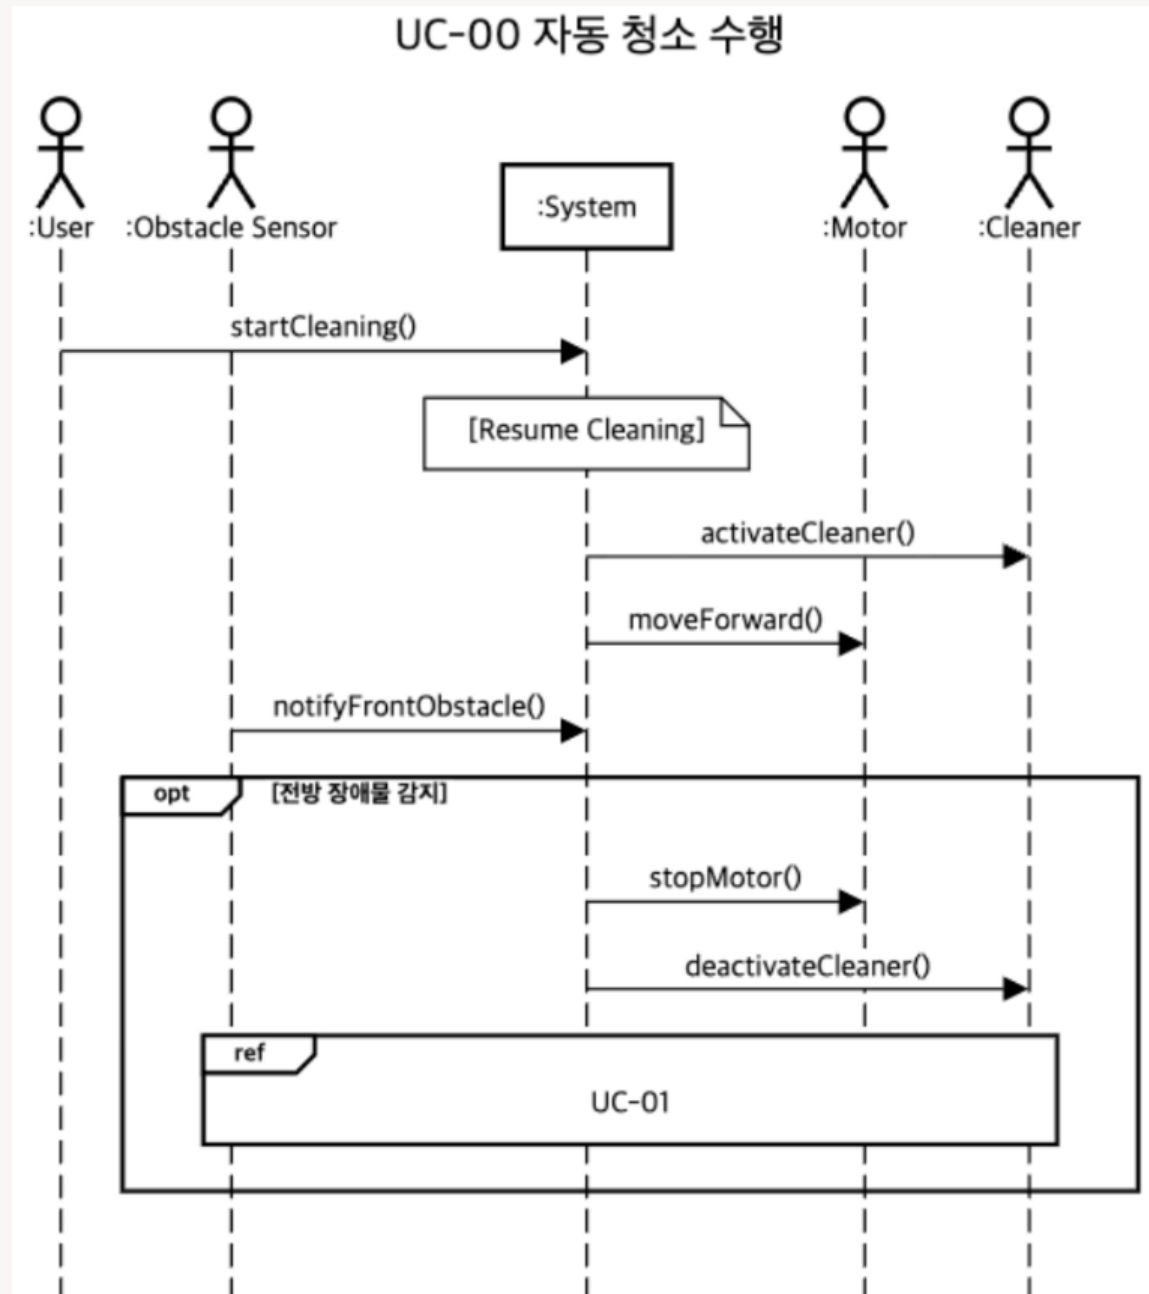 UC-00 자동 청소 수행
:User
:Obstacle Sensor
:System
:Motor
:Cleaner
startCleaning()
[Resume Cleaning]
activateCleaner()
moveForward()
notifyFrontObstacle()
opt
[전방 장애물 감지]
stopMotor()
deactivateCleaner()
ref
UC-01